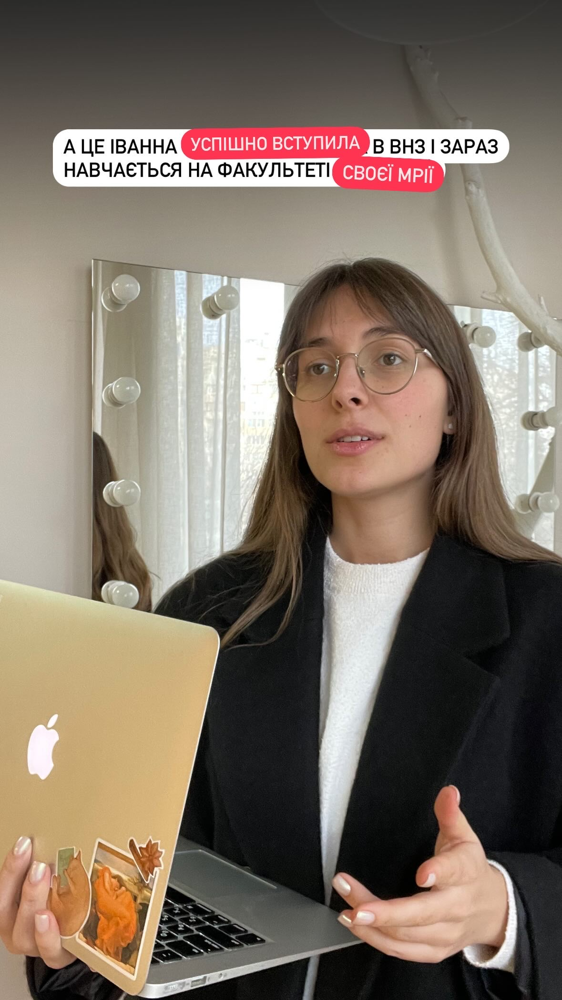 А ЦЕ ІВАННА УСПІШНО ВСТУПИЛА В ВНЗ І ЗАРАЗ
НАВЧАЄТЬСЯ НА ФАКУЛЬТЕТІ СВОЄЇ МРІЇ